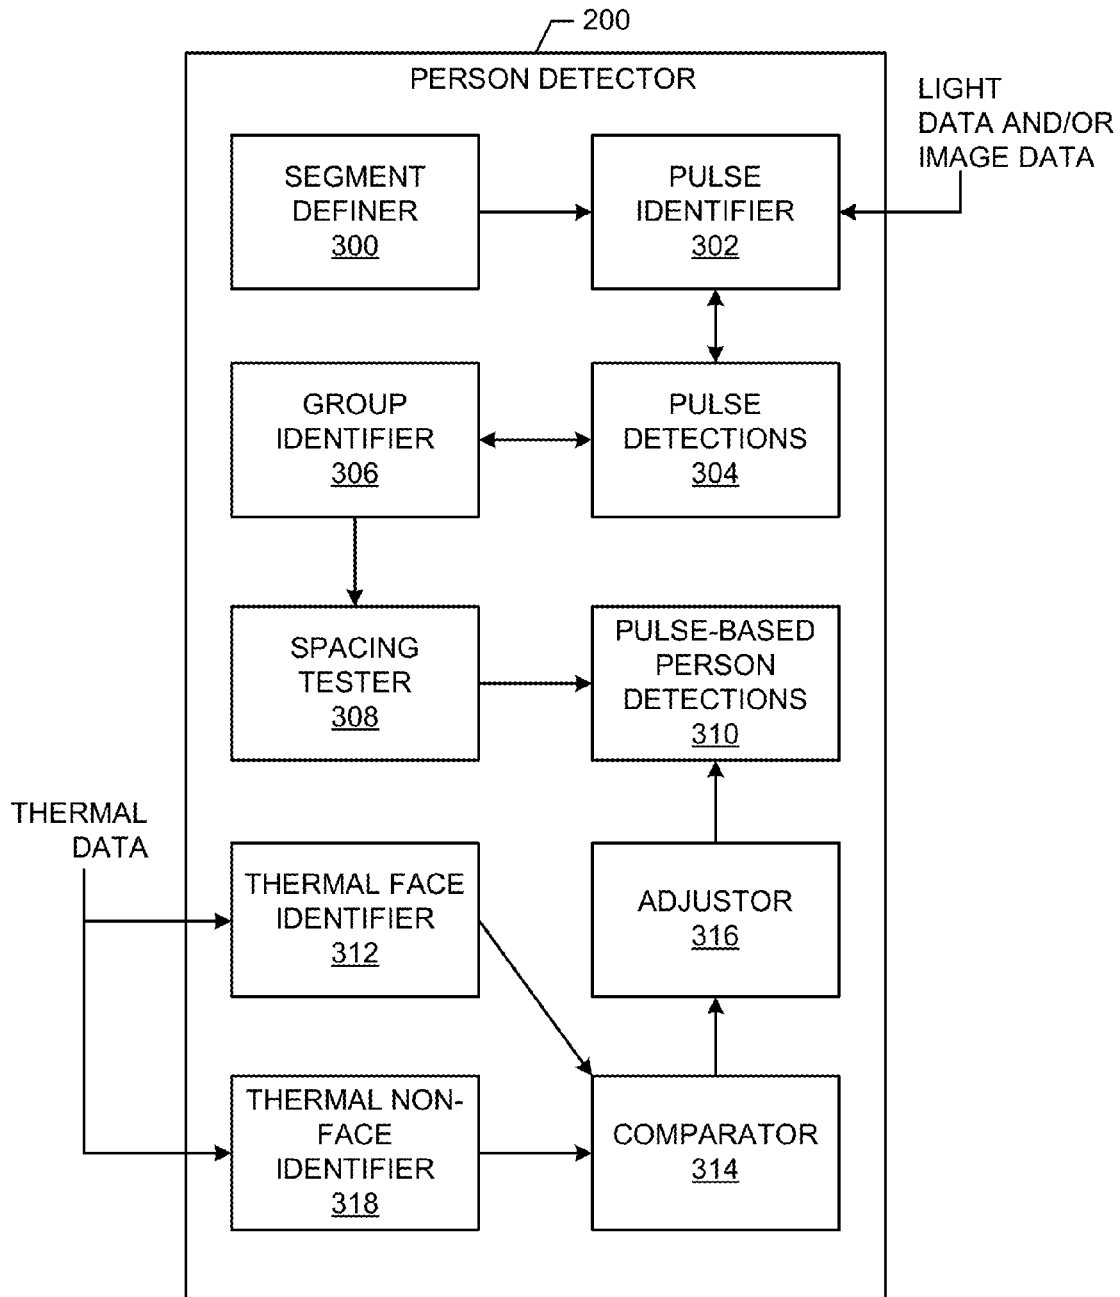 200
PERSON DETECTOR
LIGHT
DATA AND/OR
IMAGE DATA
SEGMENT
DEFINER
300
PULSE
IDENTIFIER
302
GROUP
IDENTIFIER
306
PULSE
DETECTIONS
304
SPACING
TESTER
308
PULSE-BASED
PERSON
DETECTIONS
310
THERMAL
DATA
THERMAL FACE
IDENTIFIER
312
ADJUSTOR
316
THERMAL NON-
FACE
IDENTIFIER
318
COMPARATOR
314